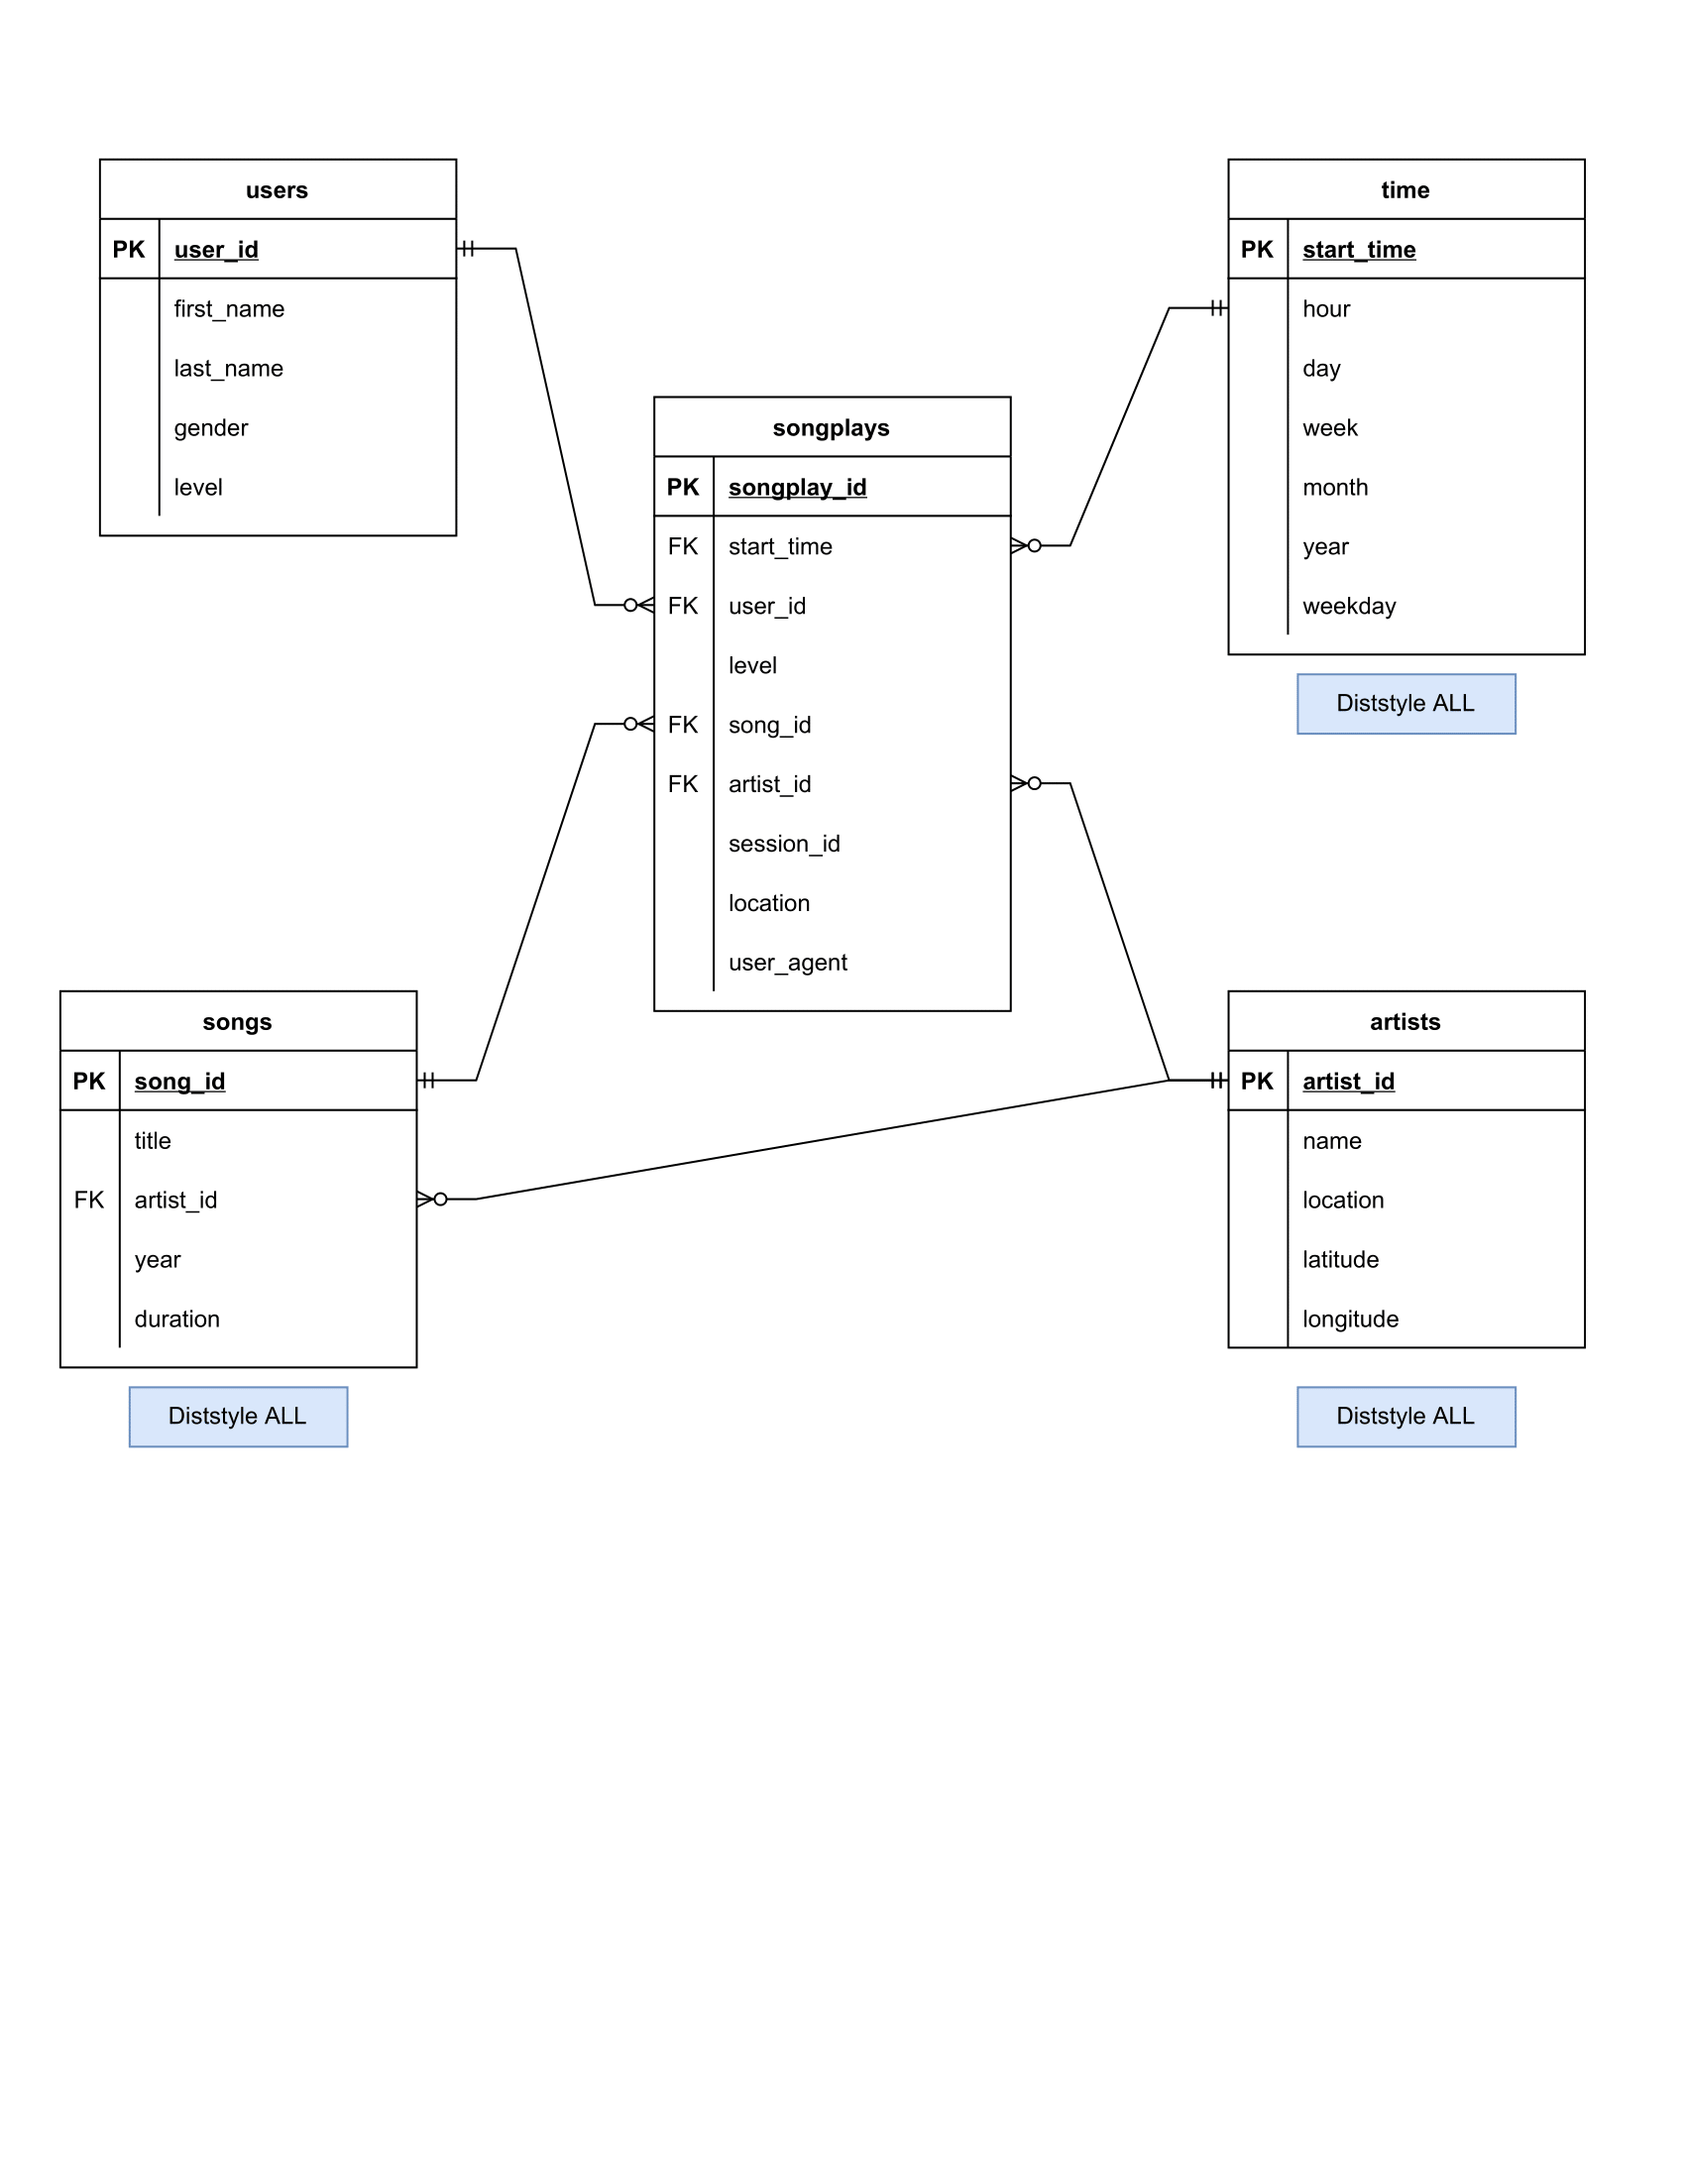 users
PK user_id
first_name
last_name
gender
level
time
PK start_time
hour
day
week
month
year
weekday
Diststyle ALL
songplays
PK songplay_id
FK start_time
FK user_id
level
FK song_id
FK artist_id
session_id
location
user_agent
songs
PK song_id
title
FK artist_id
year
duration
Diststyle ALL
artists
PK artist_id
name
location
latitude
longitude
Diststyle ALL